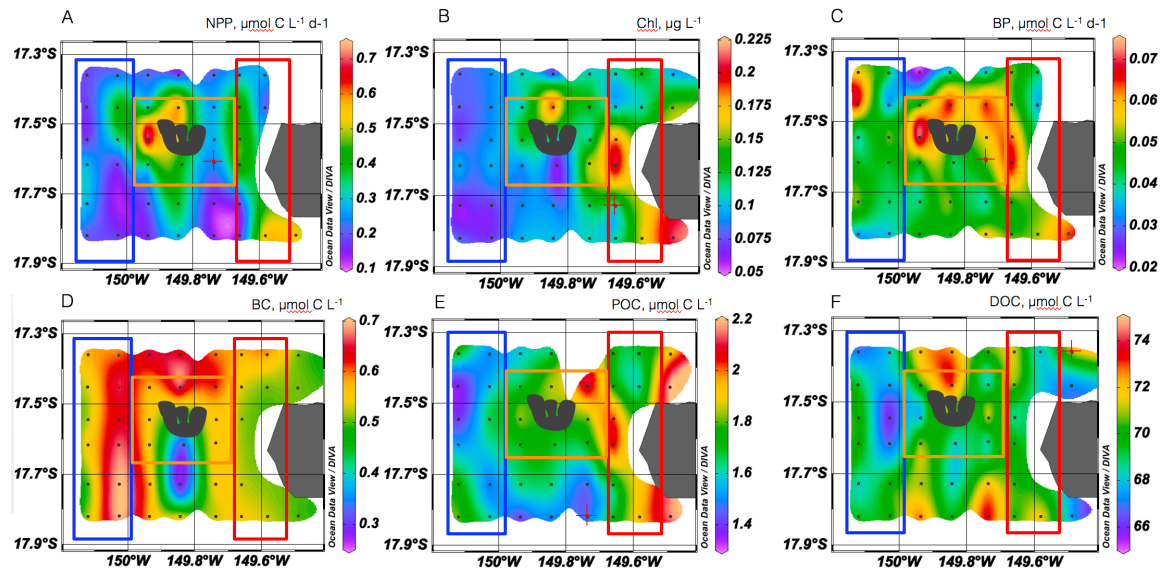 A
NPP, µmol C L⁻¹ d-1
17.3°S
17.5°S
17.7°S
17.9°S
150°W
149.8°W
149.6°W
0.7
0.6
0.5
0.4
0.3
0.2
0.1
Ocean Data View / DIVA
B
Chl, µg L⁻¹
17.3°S
17.5°S
17.7°S
17.9°S
150°W
149.8°W
149.6°W
0.225
0.2
0.175
0.15
0.125
0.1
0.075
0.05
Ocean Data View / DIVA
C
BP, µmol C L⁻¹ d-1
17.3°S
17.5°S
17.7°S
17.9°S
150°W
149.8°W
149.6°W
0.07
0.06
0.05
0.04
0.03
0.02
Ocean Data View / DIVA
D
BC, µmol C L⁻¹
17.3°S
17.5°S
17.7°S
17.9°S
150°W
149.8°W
149.6°W
0.7
0.6
0.5
0.4
0.3
Ocean Data View / DIVA
E
POC, µmol C L⁻¹
17.3°S
17.5°S
17.7°S
17.9°S
150°W
149.8°W
149.6°W
2.2
2
1.8
1.6
1.4
Ocean Data View / DIVA
F
DOC, µmol C L⁻¹
17.3°S
17.5°S
17.7°S
17.9°S
150°W
149.8°W
149.6°W
74
72
70
68
66
Ocean Data View / DIVA